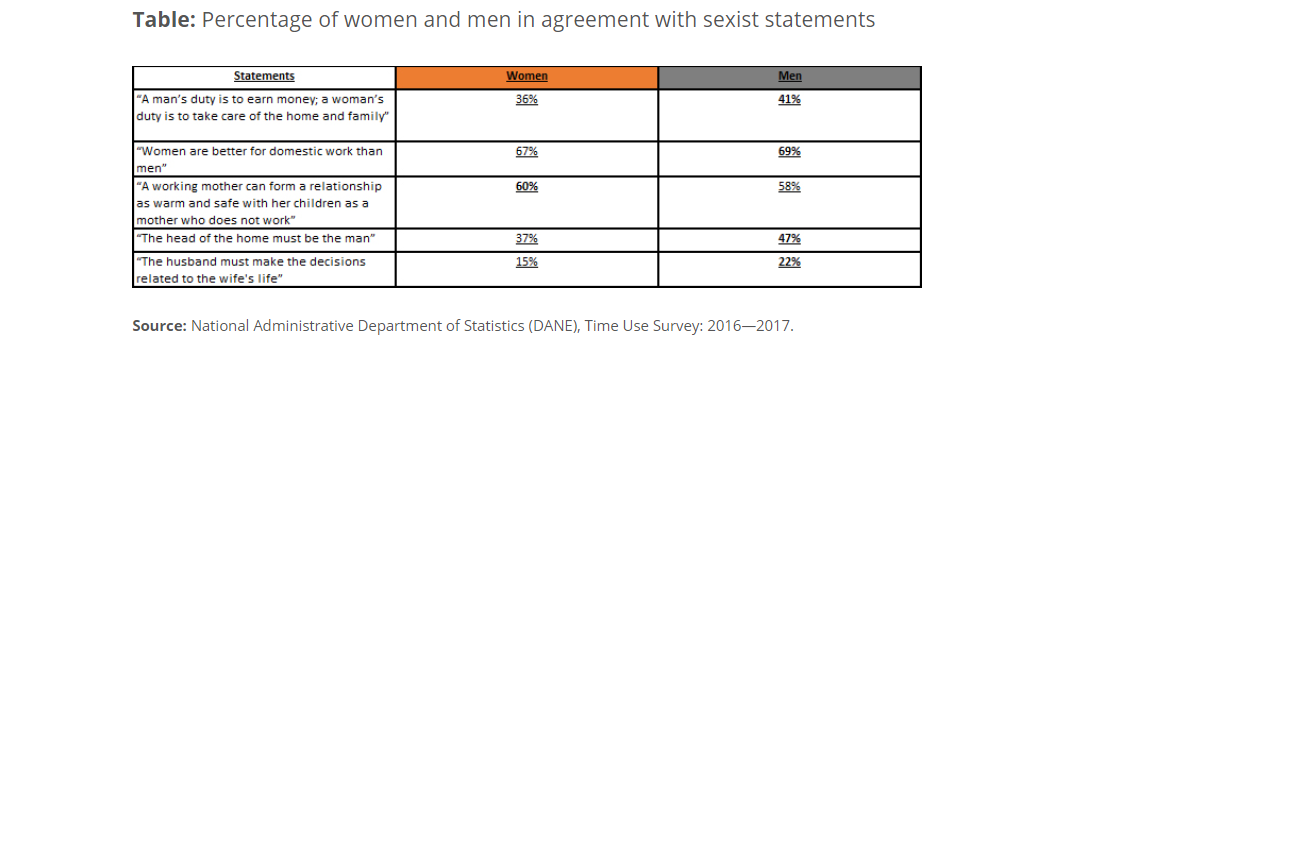 Table: Percentage of women and men in agreement with sexist statements
Statements Women Men
“A man’s duty is to earn money; a woman’s 36% 41%
duty is to take care of the home and family”
“Women are better for domestic work than 67% 69%
men”
“A working mother can form a relationship 60% 58%
as warm and safe with her children as a
mother who does not work”
“The head of the home must be the man” 37% 47%
“The husband must make the decisions 15% 22%
related to the wife's life”
Source: National Administrative Department of Statistics (DANE), Time Use Survey: 2016—2017.